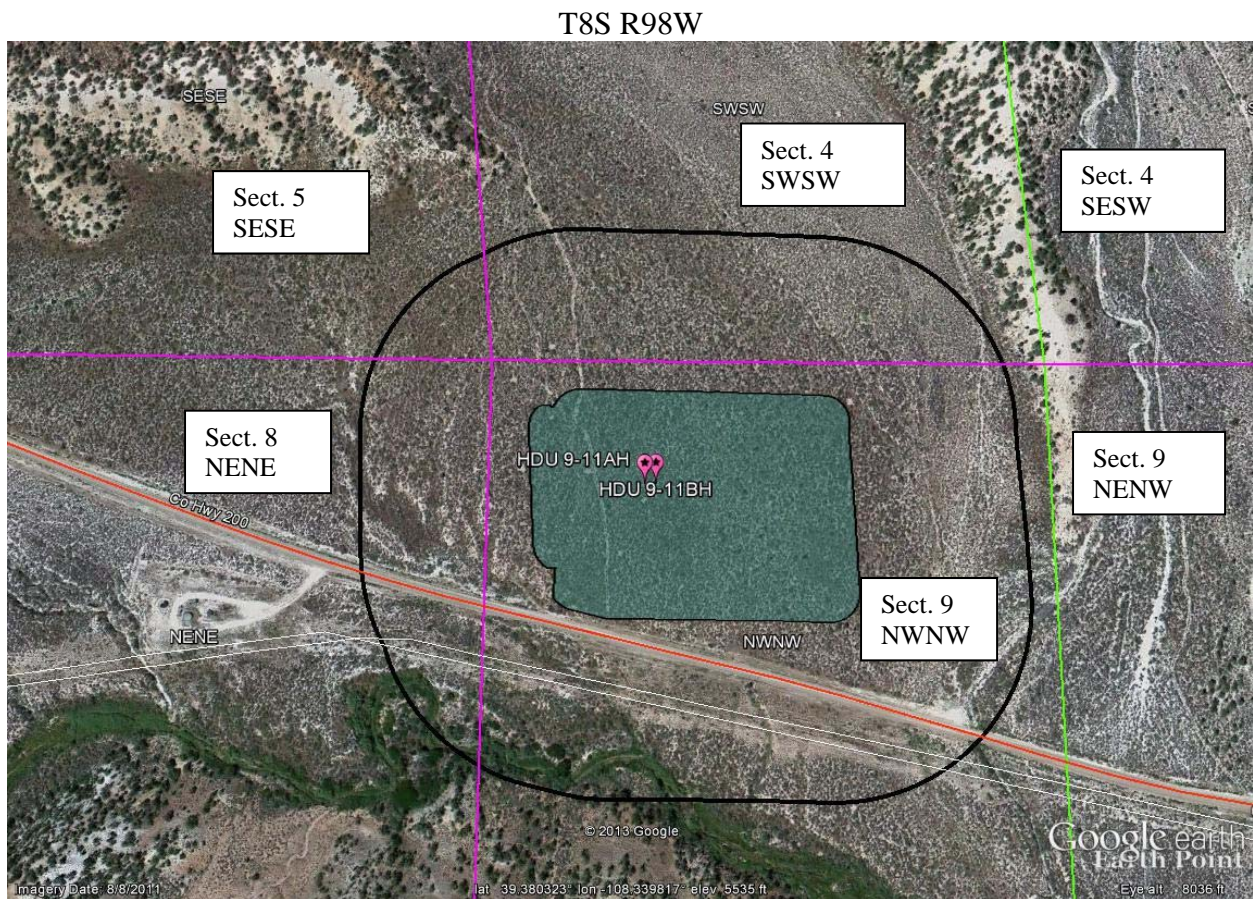 T8S R98W
SESE
SWSW
Sect. 4
SWSW
Sect. 4
SESW
Sect. 5
SESE
Sect. 8
NENE
HDU 9-11AH
HDU 9-11BH
Sect. 9
NENW
Co Hwy 200
Sect. 9
NWNW
NENE
NWNW
© 2013 Google
Google earth
Earth Point
Imagery Date: 8/8/2011
lat 39.380323° lon -108.339817° elev 5535 ft
Eye alt 8036 ft